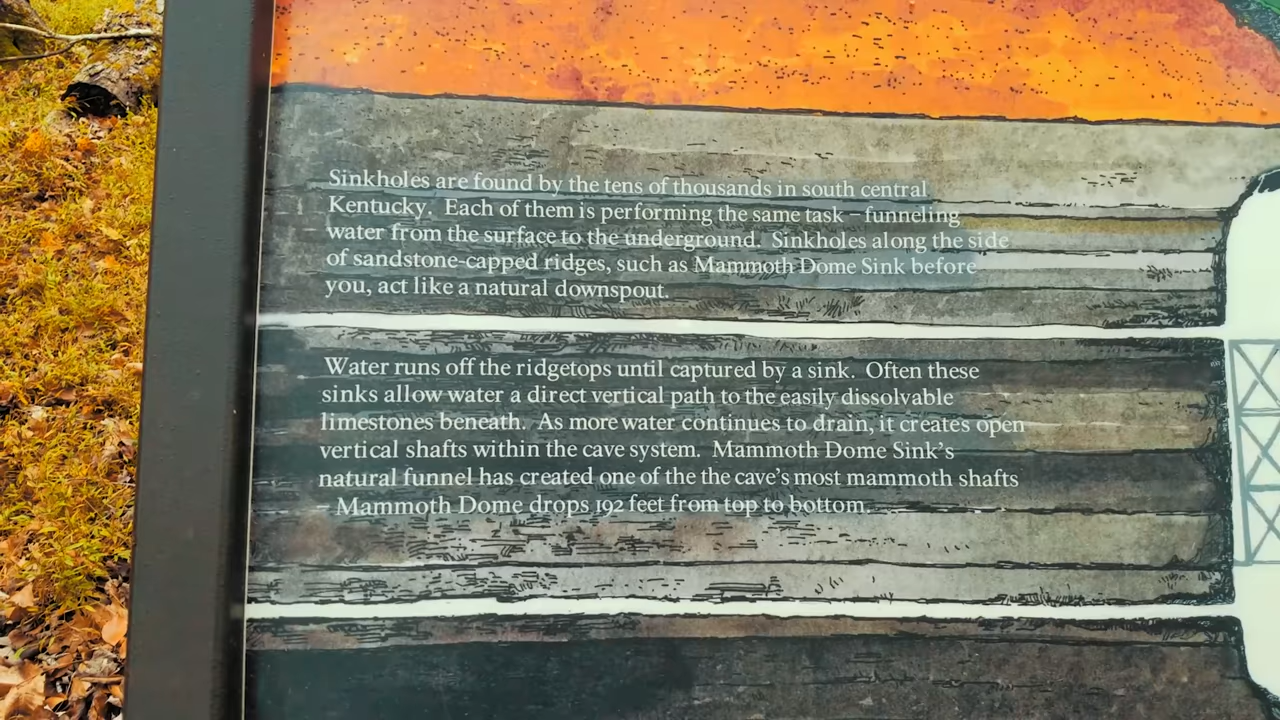 Sinkholes are found by the tens of thousands in south central
Kentucky. Each of them is performing the same task – funneling
water from the surface to the underground. Sinkholes along the side
of sandstone-capped ridges, such as Mammoth Dome Sink before
you, act like a natural downspout.
Water runs off the ridgetops until captured by a sink. Often these
sinks allow water a direct vertical path to the easily dissolvable
limestones beneath. As more water continues to drain, it creates open
vertical shafts within the cave system. Mammoth Dome Sink's
natural funnel has created one of the the cave's most mammoth shafts
– Mammoth Dome drops 192 feet from top to bottom.